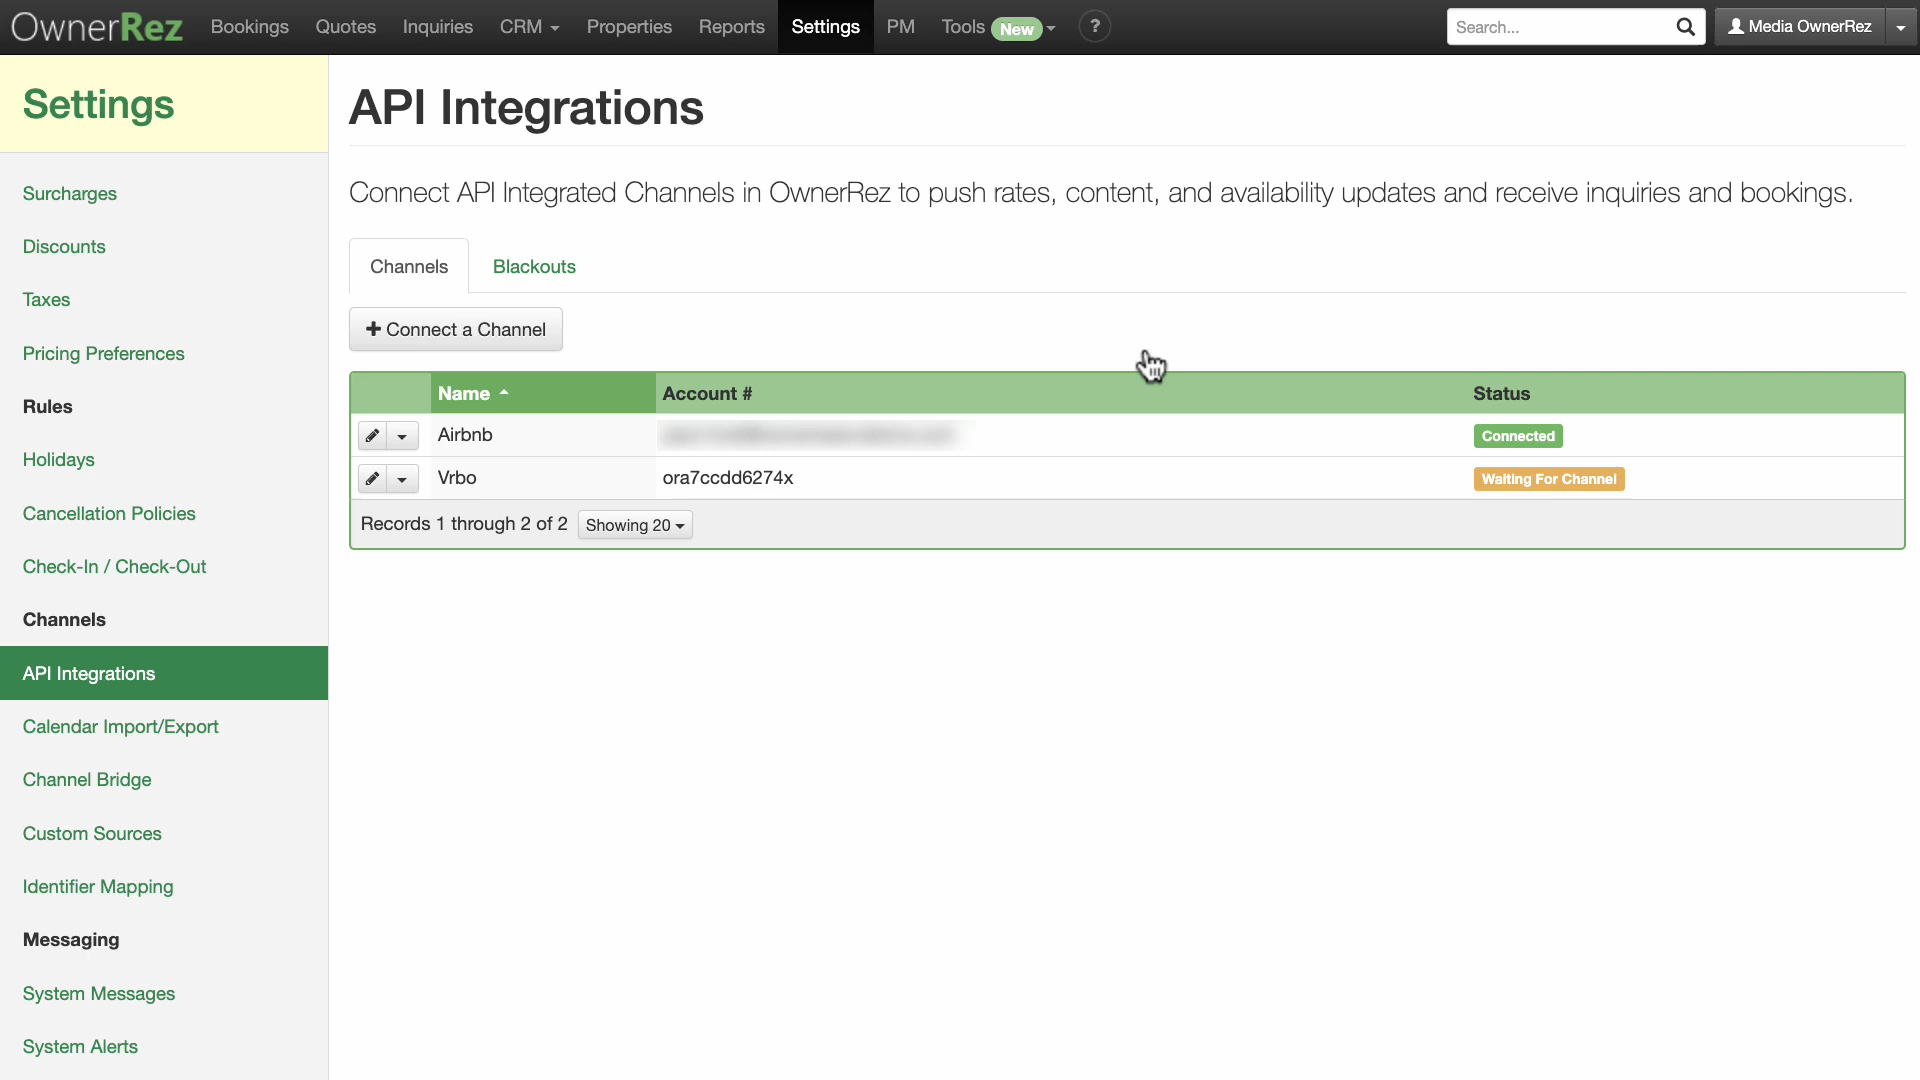 OwnerRez
Bookings
Quotes
Inquiries
CRM
Properties
Reports
Settings
PM
Tools New
?
Search...
Media OwnerRez
Settings
Surcharges
Discounts
Taxes
Pricing Preferences
Rules
Holidays
Cancellation Policies
Check-In / Check-Out
Channels
API Integrations
Calendar Import/Export
Channel Bridge
Custom Sources
Identifier Mapping
Messaging
System Messages
System Alerts
API Integrations
Connect API Integrated Channels in OwnerRez to push rates, content, and availability updates and receive inquiries and bookings.
Channels
Blackouts
+ Connect a Channel
Name Account # Status
Airbnb Connected
Vrbo ora7ccdd6274x Waiting For Channel
Records 1 through 2 of 2 Showing 20